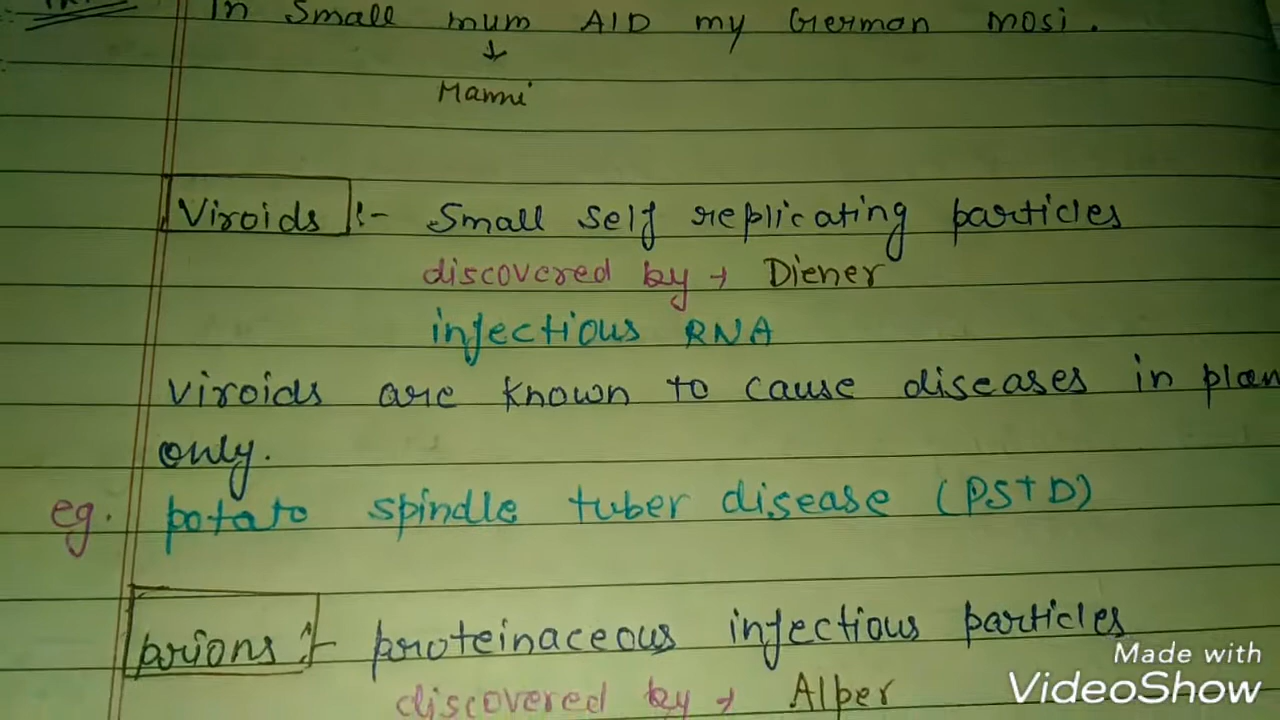 In Small mum AID my German mosi.
↓
Mammi
Viroids :- Small self replicating particles
discovered by → Diener
infectious RNA
Viroids are known to cause diseases in plan
only.
eg. potato spindle tuber disease (PSTD)
prions :- proteinaceous infectious particles
discovered by → Alper
Made with
VideoShow